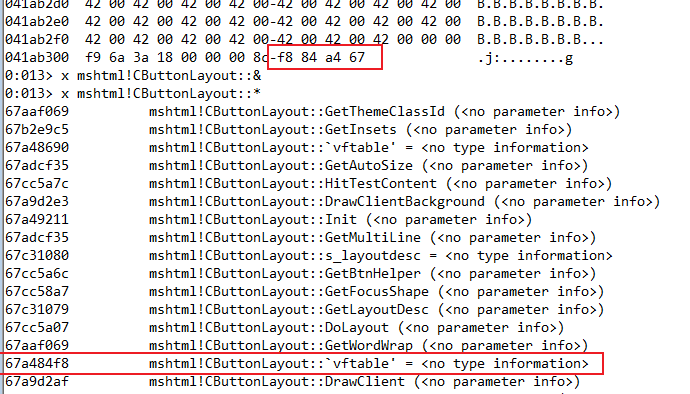 041ab2d0  42 00 42 00 42 00 42 00-42 00 42 00 42 00 42 00  B.B.B.B.B.B.B.B.
041ab2e0  42 00 42 00 42 00 42 00-42 00 42 00 42 00 42 00  B.B.B.B.B.B.B.B.
041ab2f0  42 00 42 00 42 00 42 00-42 00 42 00 42 00 00 00  B.B.B.B.B.B.B...
041ab300  f9 6a 3a 18 00 00 00 8c-f8 84 a4 67              .j:........g
0:013> x mshtml!CButtonLayout::&
0:013> x mshtml!CButtonLayout::*
67aaf069          mshtml!CButtonLayout::GetThemeClassId (<no parameter info>)
67b2e9c5          mshtml!CButtonLayout::GetInsets (<no parameter info>)
67a48690          mshtml!CButtonLayout::`vftable' = <no type information>
67adcf35          mshtml!CButtonLayout::GetAutoSize (<no parameter info>)
67cc5a7c          mshtml!CButtonLayout::HitTestContent (<no parameter info>)
67a9d2e3          mshtml!CButtonLayout::DrawClientBackground (<no parameter info>)
67a49211          mshtml!CButtonLayout::Init (<no parameter info>)
67adcf35          mshtml!CButtonLayout::GetMultiLine (<no parameter info>)
67c31080          mshtml!CButtonLayout::s_layoutdesc = <no type information>
67cc5a6c          mshtml!CButtonLayout::GetBtnHelper (<no parameter info>)
67cc58a7          mshtml!CButtonLayout::GetFocusShape (<no parameter info>)
67c31079          mshtml!CButtonLayout::GetLayoutDesc (<no parameter info>)
67cc5a07          mshtml!CButtonLayout::DoLayout (<no parameter info>)
67aaf069          mshtml!CButtonLayout::GetWordWrap (<no parameter info>)
67a484f8          mshtml!CButtonLayout::`vftable' = <no type information>
67a9d2af          mshtml!CButtonLayout::DrawClient (<no parameter info>)